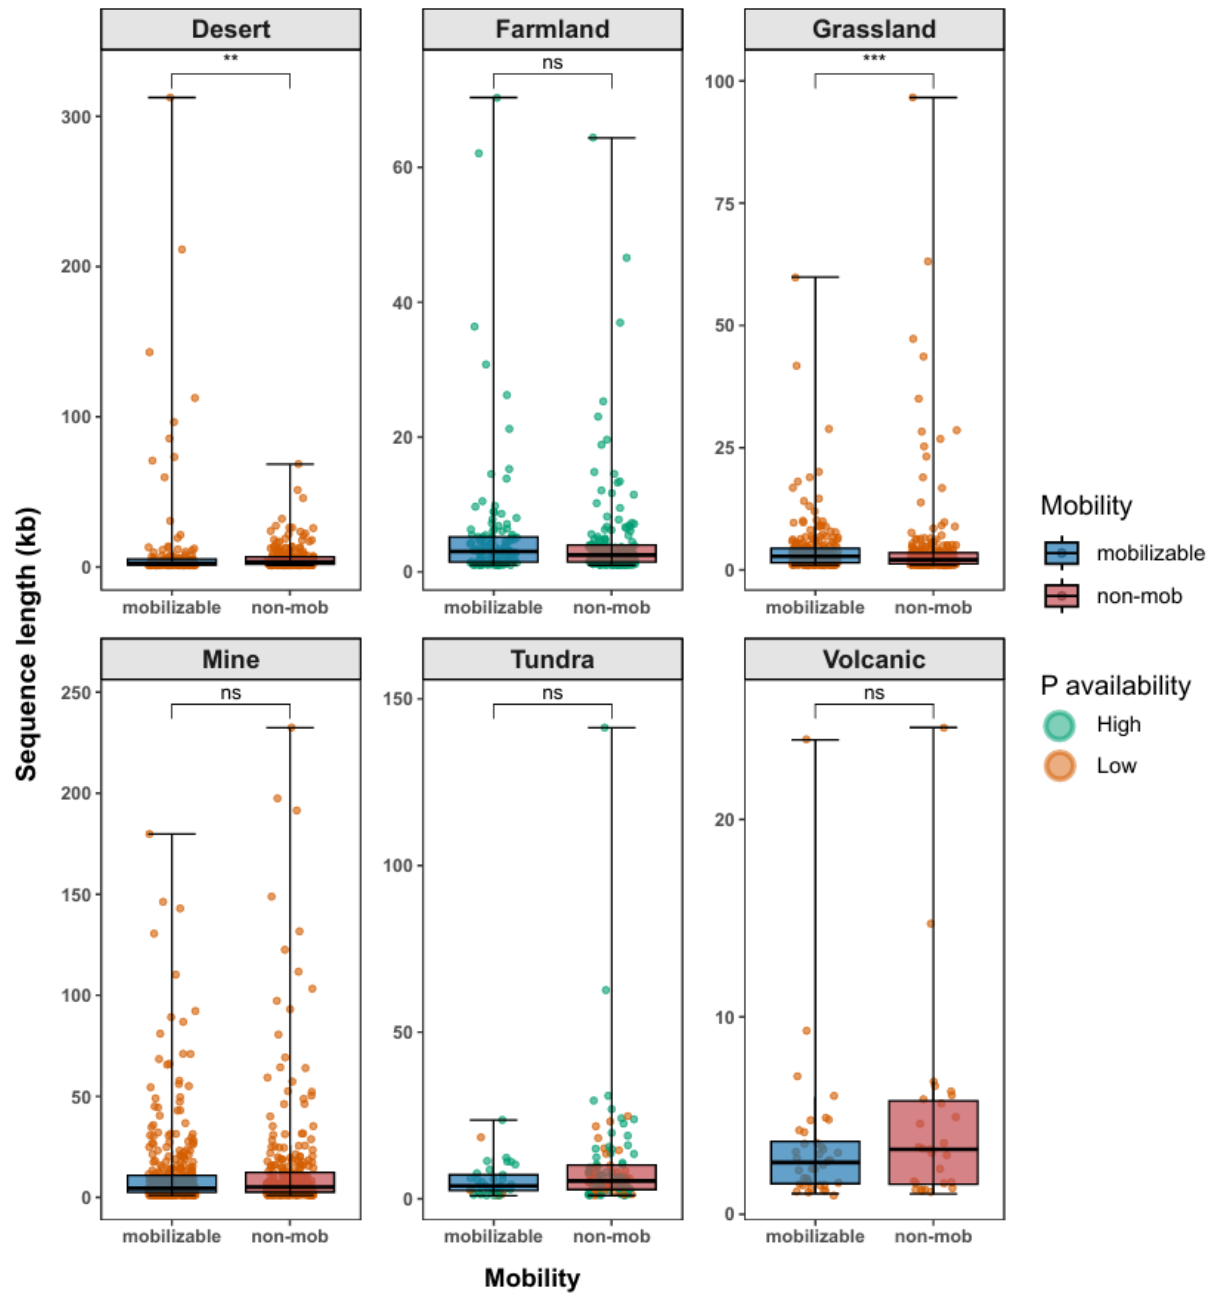 Desert
Farmland
Grassland
**
ns
***
300
200
100
0
60
40
20
0
100
75
50
25
0
mobilizable
non-mob
mobilizable
non-mob
mobilizable
non-mob
Mine
Tundra
Volcanic
ns
ns
ns
250
200
150
100
50
0
150
100
50
0
20
10
0
mobilizable
non-mob
mobilizable
non-mob
mobilizable
non-mob
Sequence length (kb)
Mobility
Mobility
mobilizable
non-mob
P availability
High
Low